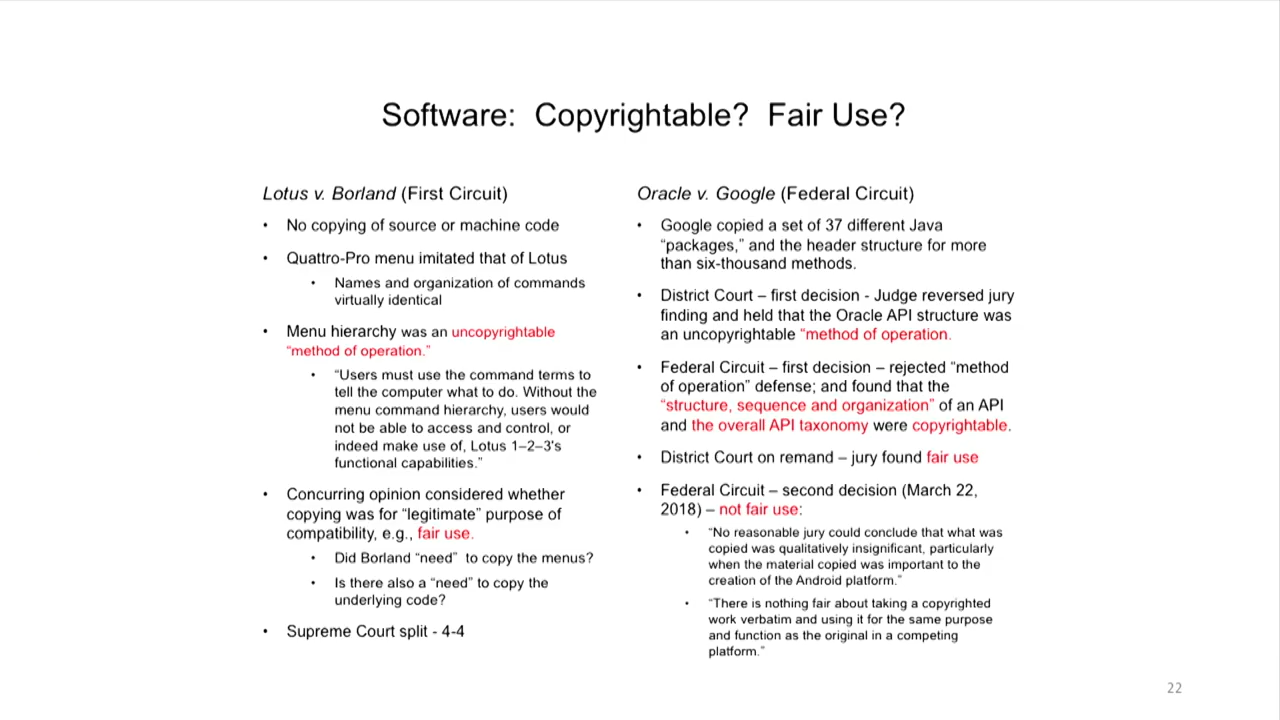 Software: Copyrightable? Fair Use?
Lotus v. Borland (First Circuit)
• No copying of source or machine code
• Quattro-Pro menu imitated that of Lotus
• Names and organization of commands
virtually identical
• Menu hierarchy was an uncopyrightable
“method of operation.”
• “Users must use the command terms to
tell the computer what to do. Without the
menu command hierarchy, users would
not be able to access and control, or
indeed make use of, Lotus 1–2–3's
functional capabilities.”
• Concurring opinion considered whether
copying was for “legitimate” purpose of
compatibility, e.g., fair use.
• Did Borland “need” to copy the menus?
• Is there also a “need” to copy the
underlying code?
• Supreme Court split - 4-4
Oracle v. Google (Federal Circuit)
• Google copied a set of 37 different Java
“packages,” and the header structure for more
than six-thousand methods.
• District Court – first decision - Judge reversed jury
finding and held that the Oracle API structure was
an uncopyrightable “method of operation.
• Federal Circuit – first decision – rejected “method
of operation” defense; and found that the
“structure, sequence and organization” of an API
and the overall API taxonomy were copyrightable.
• District Court on remand – jury found fair use
• Federal Circuit – second decision (March 22,
2018) – not fair use:
• “No reasonable jury could conclude that what was
copied was qualitatively insignificant, particularly
when the material copied was important to the
creation of the Android platform.”
• “There is nothing fair about taking a copyrighted
work verbatim and using it for the same purpose
and function as the original in a competing
platform.”
22